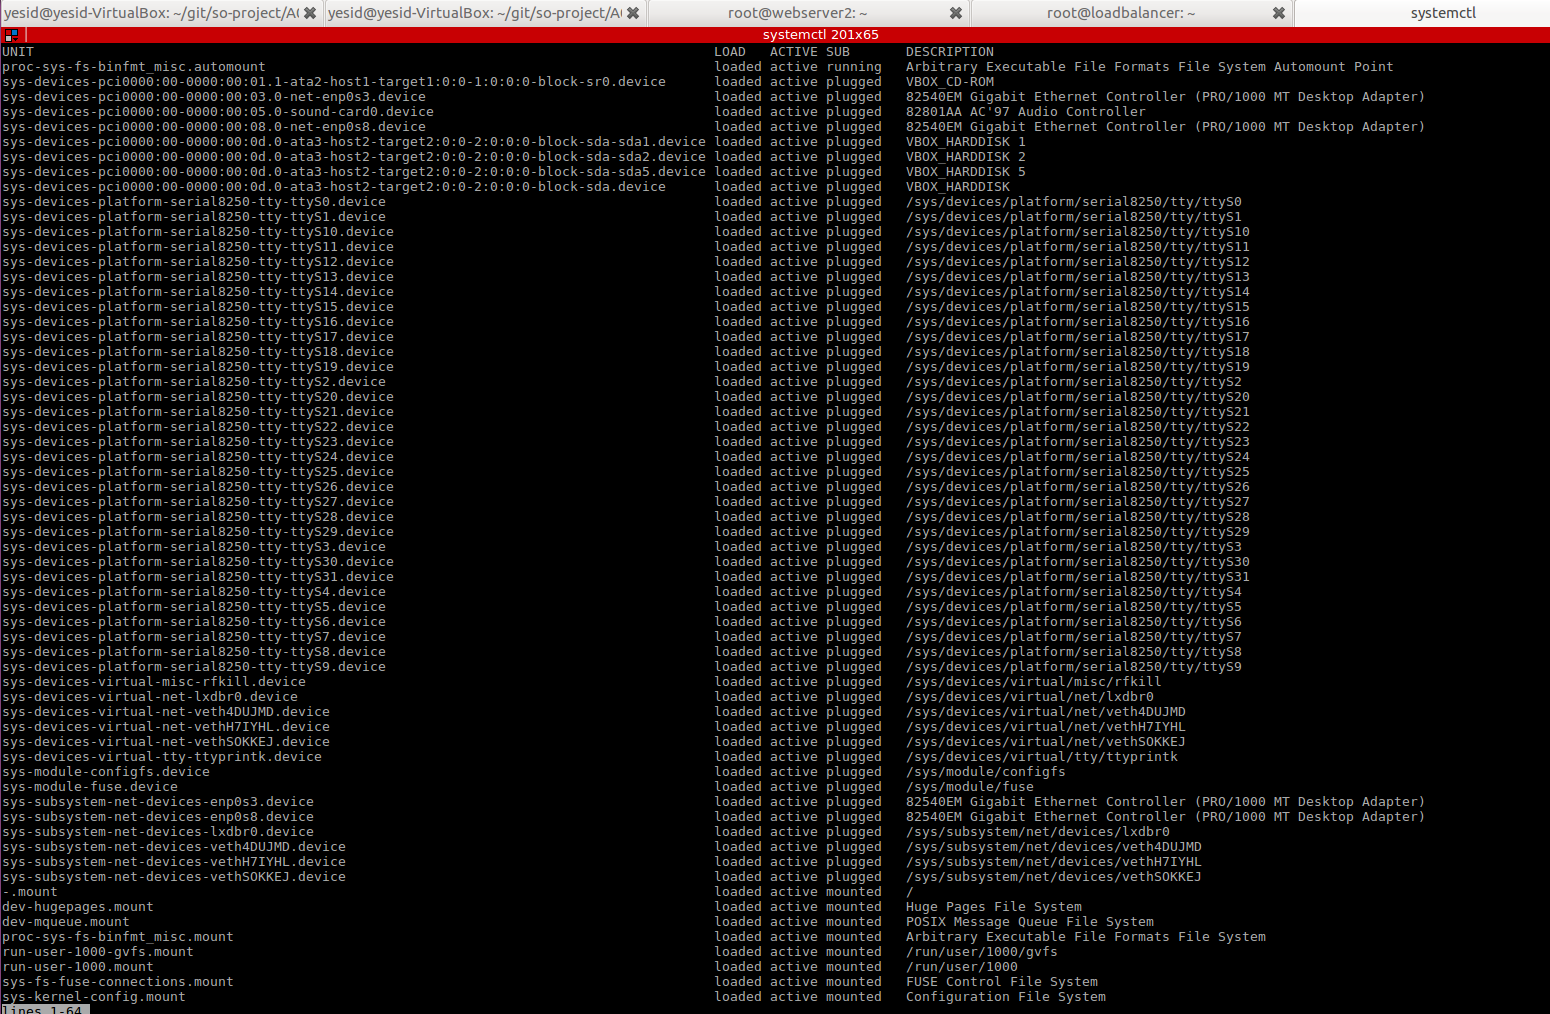 yesid@yesid-VirtualBox: ~/git/so-project/A yesid@yesid-VirtualBox: ~/git/so-project/A root@webserver2: ~ root@loadbalancer: ~ systemctl
systemctl 201x65
UNIT LOAD ACTIVE SUB DESCRIPTION
proc-sys-fs-binfmt_misc.automount loaded active running Arbitrary Executable File Formats File System Automount Point
sys-devices-pci0000:00-0000:00:01.1-ata2-host1-target1:0:0-1:0:0:0-block-sr0.device loaded active plugged VBOX_CD-ROM
sys-devices-pci0000:00-0000:00:03.0-net-enp0s3.device loaded active plugged 82540EM Gigabit Ethernet Controller (PRO/1000 MT Desktop Adapter)
sys-devices-pci0000:00-0000:00:05.0-sound-card0.device loaded active plugged 82801AA AC'97 Audio Controller
sys-devices-pci0000:00-0000:00:08.0-net-enp0s8.device loaded active plugged 82540EM Gigabit Ethernet Controller (PRO/1000 MT Desktop Adapter)
sys-devices-pci0000:00-0000:00:0d.0-ata3-host2-target2:0:0-2:0:0:0-block-sda-sda1.device loaded active plugged VBOX_HARDDISK 1
sys-devices-pci0000:00-0000:00:0d.0-ata3-host2-target2:0:0-2:0:0:0-block-sda-sda2.device loaded active plugged VBOX_HARDDISK 2
sys-devices-pci0000:00-0000:00:0d.0-ata3-host2-target2:0:0-2:0:0:0-block-sda-sda5.device loaded active plugged VBOX_HARDDISK 5
sys-devices-pci0000:00-0000:00:0d.0-ata3-host2-target2:0:0-2:0:0:0-block-sda.device loaded active plugged VBOX_HARDDISK
sys-devices-platform-serial8250-tty-ttyS0.device loaded active plugged /sys/devices/platform/serial8250/tty/ttyS0
sys-devices-platform-serial8250-tty-ttyS1.device loaded active plugged /sys/devices/platform/serial8250/tty/ttyS1
sys-devices-platform-serial8250-tty-ttyS10.device loaded active plugged /sys/devices/platform/serial8250/tty/ttyS10
sys-devices-platform-serial8250-tty-ttyS11.device loaded active plugged /sys/devices/platform/serial8250/tty/ttyS11
sys-devices-platform-serial8250-tty-ttyS12.device loaded active plugged /sys/devices/platform/serial8250/tty/ttyS12
sys-devices-platform-serial8250-tty-ttyS13.device loaded active plugged /sys/devices/platform/serial8250/tty/ttyS13
sys-devices-platform-serial8250-tty-ttyS14.device loaded active plugged /sys/devices/platform/serial8250/tty/ttyS14
sys-devices-platform-serial8250-tty-ttyS15.device loaded active plugged /sys/devices/platform/serial8250/tty/ttyS15
sys-devices-platform-serial8250-tty-ttyS16.device loaded active plugged /sys/devices/platform/serial8250/tty/ttyS16
sys-devices-platform-serial8250-tty-ttyS17.device loaded active plugged /sys/devices/platform/serial8250/tty/ttyS17
sys-devices-platform-serial8250-tty-ttyS18.device loaded active plugged /sys/devices/platform/serial8250/tty/ttyS18
sys-devices-platform-serial8250-tty-ttyS19.device loaded active plugged /sys/devices/platform/serial8250/tty/ttyS19
sys-devices-platform-serial8250-tty-ttyS2.device loaded active plugged /sys/devices/platform/serial8250/tty/ttyS2
sys-devices-platform-serial8250-tty-ttyS20.device loaded active plugged /sys/devices/platform/serial8250/tty/ttyS20
sys-devices-platform-serial8250-tty-ttyS21.device loaded active plugged /sys/devices/platform/serial8250/tty/ttyS21
sys-devices-platform-serial8250-tty-ttyS22.device loaded active plugged /sys/devices/platform/serial8250/tty/ttyS22
sys-devices-platform-serial8250-tty-ttyS23.device loaded active plugged /sys/devices/platform/serial8250/tty/ttyS23
sys-devices-platform-serial8250-tty-ttyS24.device loaded active plugged /sys/devices/platform/serial8250/tty/ttyS24
sys-devices-platform-serial8250-tty-ttyS25.device loaded active plugged /sys/devices/platform/serial8250/tty/ttyS25
sys-devices-platform-serial8250-tty-ttyS26.device loaded active plugged /sys/devices/platform/serial8250/tty/ttyS26
sys-devices-platform-serial8250-tty-ttyS27.device loaded active plugged /sys/devices/platform/serial8250/tty/ttyS27
sys-devices-platform-serial8250-tty-ttyS28.device loaded active plugged /sys/devices/platform/serial8250/tty/ttyS28
sys-devices-platform-serial8250-tty-ttyS29.device loaded active plugged /sys/devices/platform/serial8250/tty/ttyS29
sys-devices-platform-serial8250-tty-ttyS3.device loaded active plugged /sys/devices/platform/serial8250/tty/ttyS3
sys-devices-platform-serial8250-tty-ttyS30.device loaded active plugged /sys/devices/platform/serial8250/tty/ttyS30
sys-devices-platform-serial8250-tty-ttyS31.device loaded active plugged /sys/devices/platform/serial8250/tty/ttyS31
sys-devices-platform-serial8250-tty-ttyS4.device loaded active plugged /sys/devices/platform/serial8250/tty/ttyS4
sys-devices-platform-serial8250-tty-ttyS5.device loaded active plugged /sys/devices/platform/serial8250/tty/ttyS5
sys-devices-platform-serial8250-tty-ttyS6.device loaded active plugged /sys/devices/platform/serial8250/tty/ttyS6
sys-devices-platform-serial8250-tty-ttyS7.device loaded active plugged /sys/devices/platform/serial8250/tty/ttyS7
sys-devices-platform-serial8250-tty-ttyS8.device loaded active plugged /sys/devices/platform/serial8250/tty/ttyS8
sys-devices-platform-serial8250-tty-ttyS9.device loaded active plugged /sys/devices/platform/serial8250/tty/ttyS9
sys-devices-virtual-misc-rfkill.device loaded active plugged /sys/devices/virtual/misc/rfkill
sys-devices-virtual-net-lxdbr0.device loaded active plugged /sys/devices/virtual/net/lxdbr0
sys-devices-virtual-net-veth4DUJMD.device loaded active plugged /sys/devices/virtual/net/veth4DUJMD
sys-devices-virtual-net-vethH7IYHL.device loaded active plugged /sys/devices/virtual/net/vethH7IYHL
sys-devices-virtual-net-vethSOKKEJ.device loaded active plugged /sys/devices/virtual/net/vethSOKKEJ
sys-devices-virtual-tty-ttyprintk.device loaded active plugged /sys/devices/virtual/tty/ttyprintk
sys-module-configfs.device loaded active plugged /sys/module/configfs
sys-module-fuse.device loaded active plugged /sys/module/fuse
sys-subsystem-net-devices-enp0s3.device loaded active plugged 82540EM Gigabit Ethernet Controller (PRO/1000 MT Desktop Adapter)
sys-subsystem-net-devices-enp0s8.device loaded active plugged 82540EM Gigabit Ethernet Controller (PRO/1000 MT Desktop Adapter)
sys-subsystem-net-devices-lxdbr0.device loaded active plugged /sys/subsystem/net/devices/lxdbr0
sys-subsystem-net-devices-veth4DUJMD.device loaded active plugged /sys/subsystem/net/devices/veth4DUJMD
sys-subsystem-net-devices-vethH7IYHL.device loaded active plugged /sys/subsystem/net/devices/vethH7IYHL
sys-subsystem-net-devices-vethSOKKEJ.device loaded active plugged /sys/subsystem/net/devices/vethSOKKEJ
-.mount loaded active mounted /
dev-hugepages.mount loaded active mounted Huge Pages File System
dev-mqueue.mount loaded active mounted POSIX Message Queue File System
proc-sys-fs-binfmt_misc.mount loaded active mounted Arbitrary Executable File Formats File System
run-user-1000-gvfs.mount loaded active mounted /run/user/1000/gvfs
run-user-1000.mount loaded active mounted /run/user/1000
sys-fs-fuse-connections.mount loaded active mounted FUSE Control File System
sys-kernel-config.mount loaded active mounted Configuration File System
lines 1-64